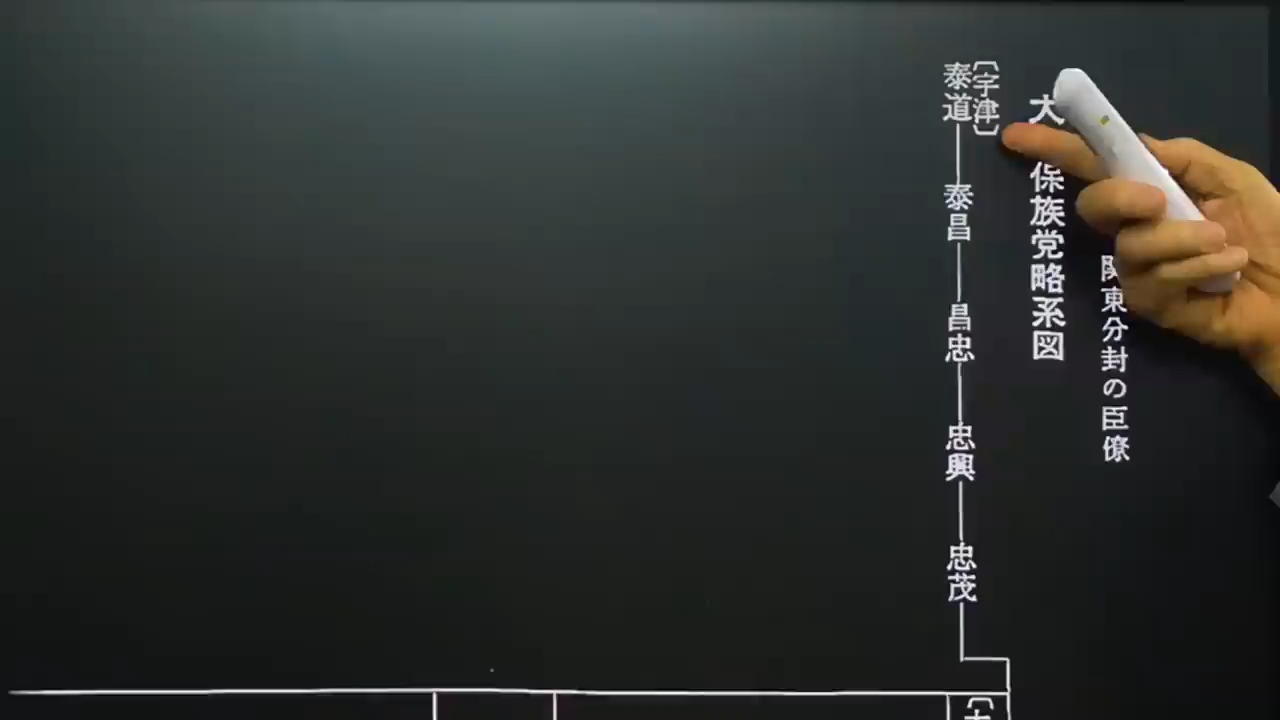 関東分封の臣僚
大 保族党略系図
〔宇津〕
泰道
泰昌
昌忠
忠興
忠茂